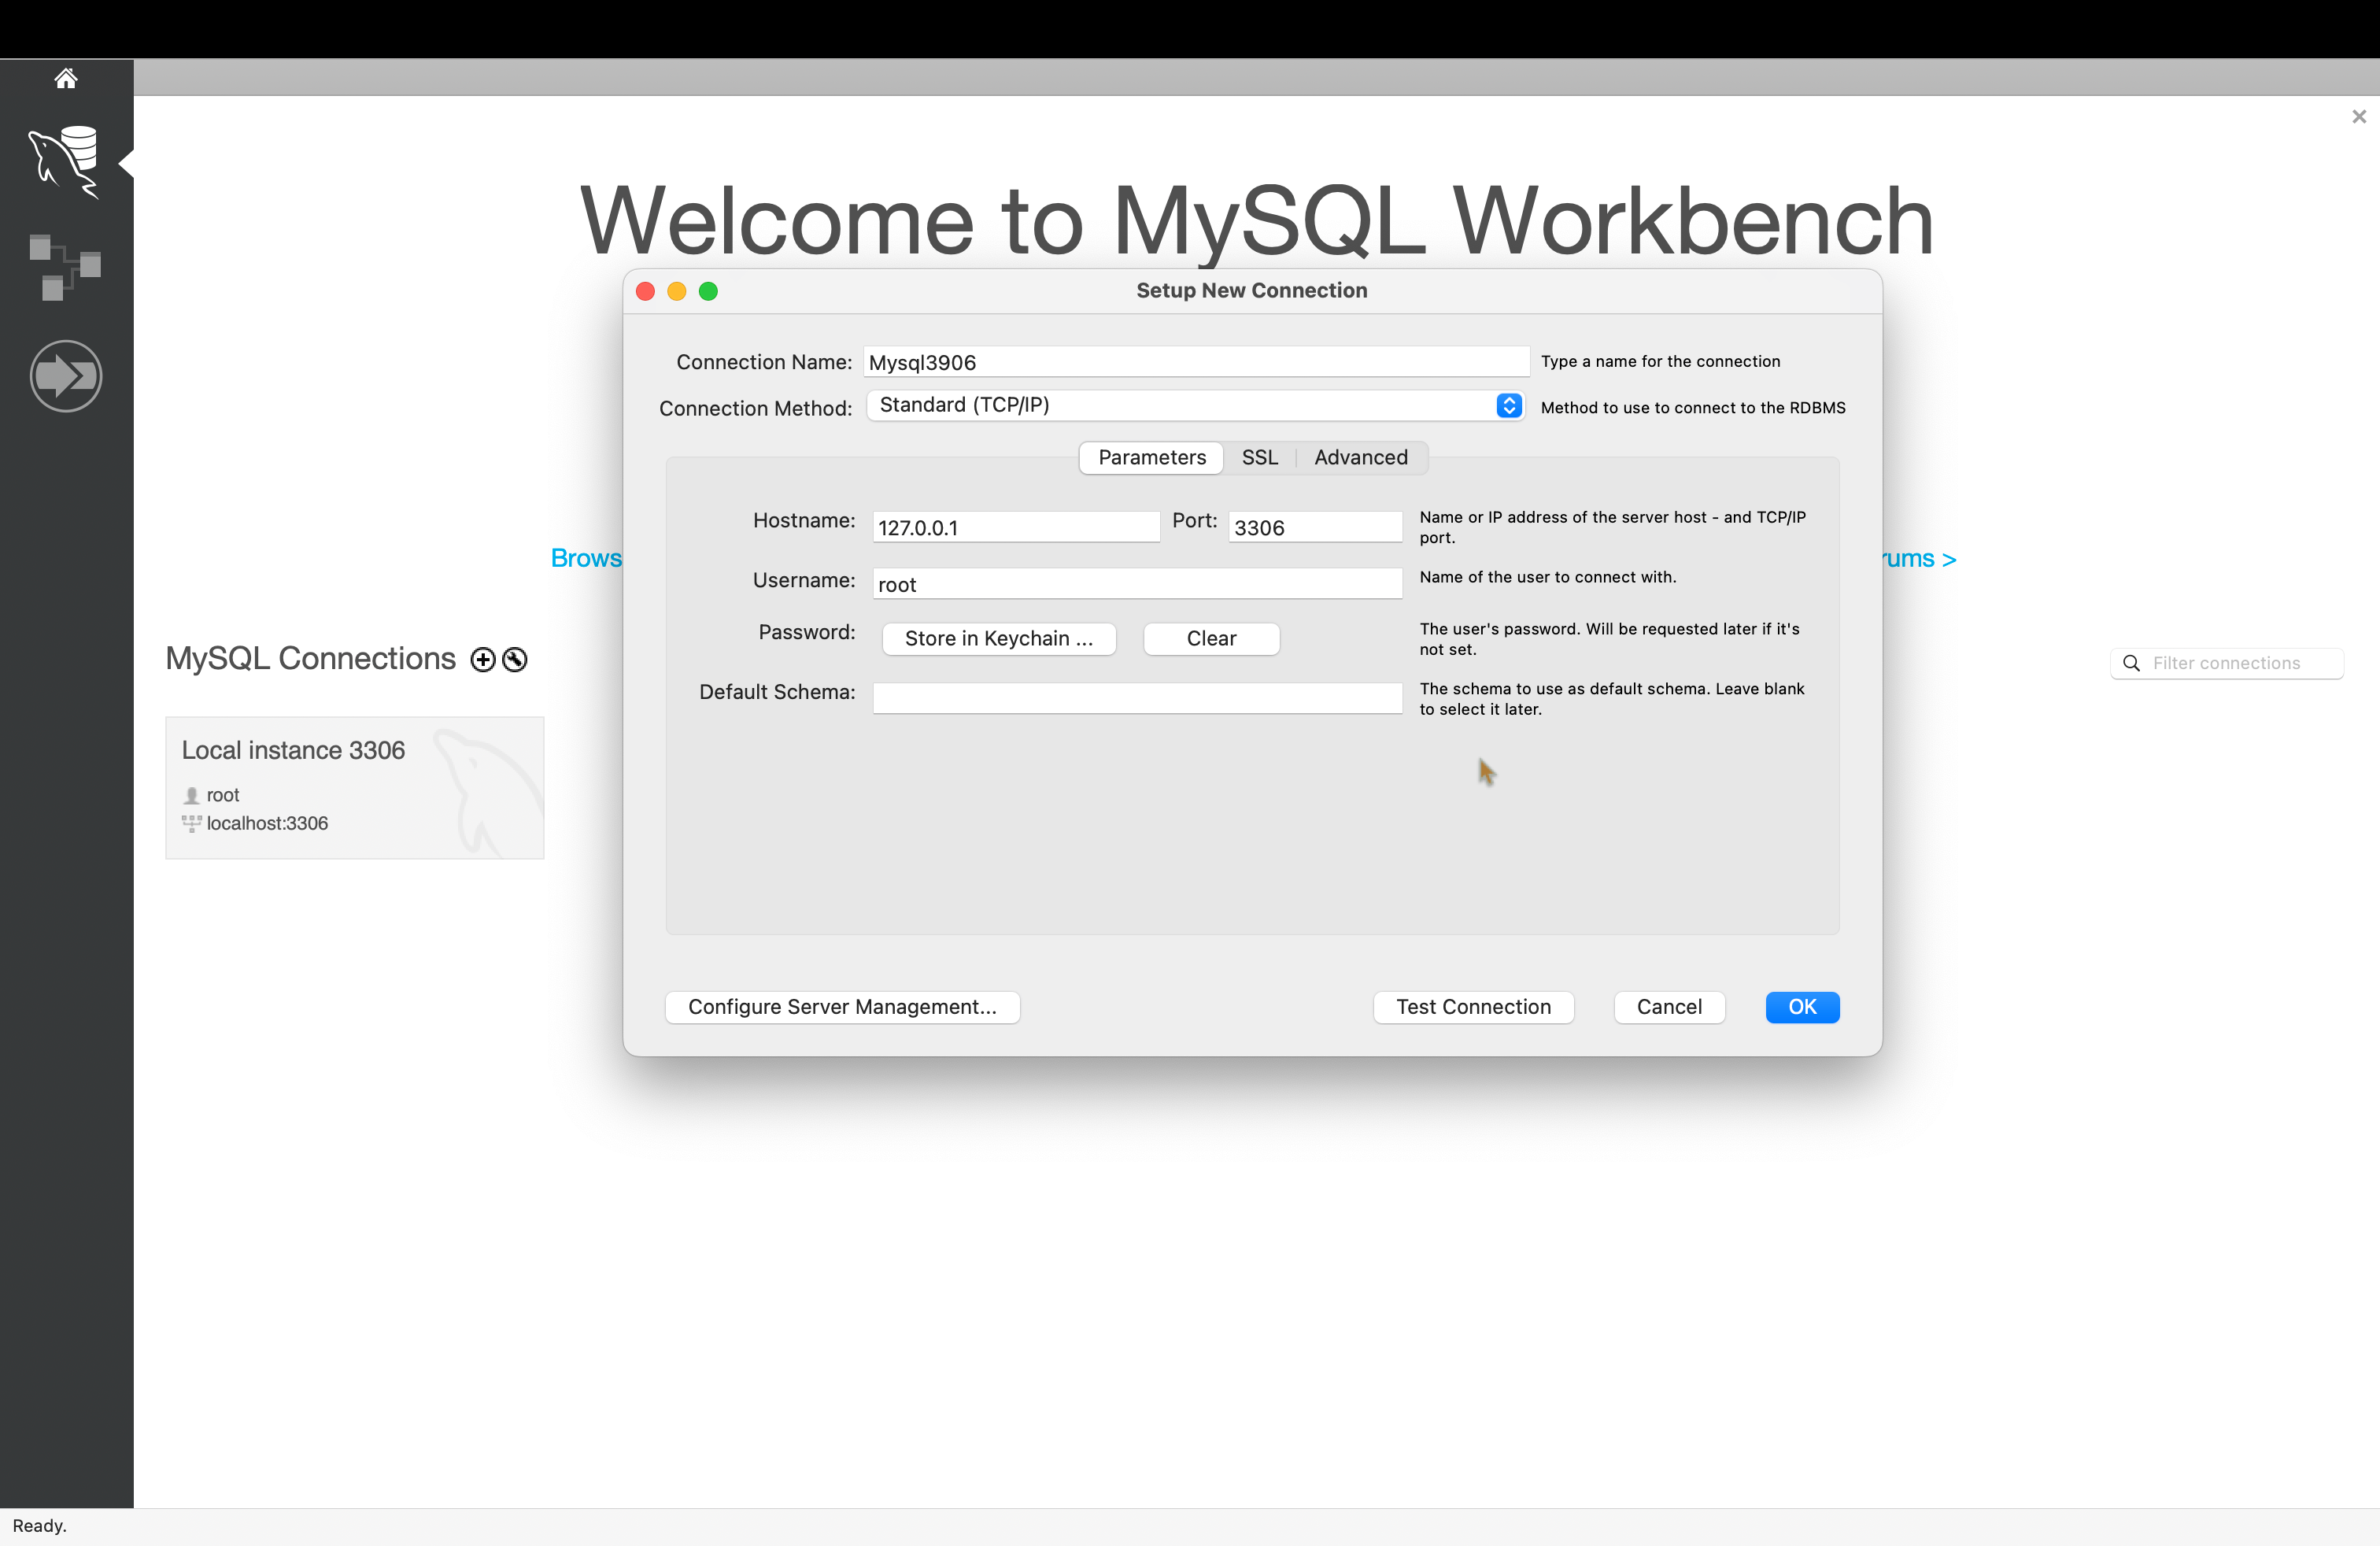 Welcome to MySQL Workbench
Setup New Connection
Connection Name: Mysql3906 Type a name for the connection
Connection Method: Standard (TCP/IP) Method to use to connect to the RDBMS
Parameters SSL Advanced
Hostname: 127.0.0.1 Port: 3306 Name or IP address of the server host - and TCP/IP
port.
Username: root Name of the user to connect with.
Password: Store in Keychain ... Clear The user's password. Will be requested later if it's
not set.
Default Schema: The schema to use as default schema. Leave blank
to select it later.
Configure Server Management... Test Connection Cancel OK
Brows
rums >
MySQL Connections
Filter connections
Local instance 3306
root
localhost:3306
Ready.